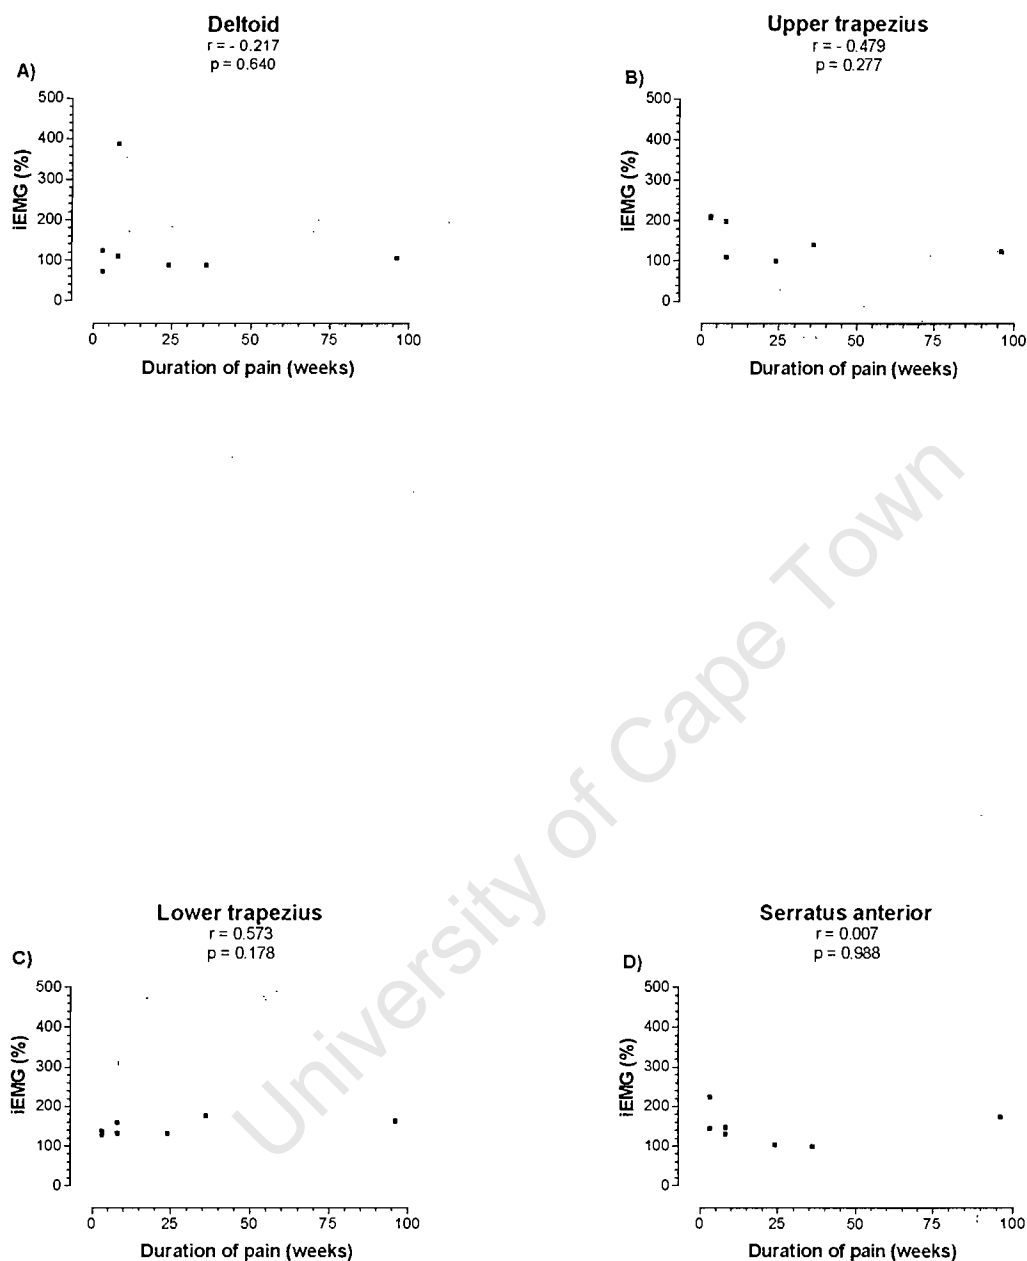 Deltoid
r = - 0.217
p = 0.640
A)
500
400
300
200
100
0
iEMG (%)
0 25 50 75 100
Duration of pain (weeks)
Upper trapezius
r = - 0.479
p = 0.277
B)
500
400
300
200
100
0
iEMG (%)
0 25 50 75 100
Duration of pain (weeks)
Lower trapezius
r = 0.573
p = 0.178
C)
500
400
300
200
100
0
iEMG (%)
0 25 50 75 100
Duration of pain (weeks)
Serratus anterior
r = 0.007
p = 0.988
D)
500
400
300
200
100
0
iEMG (%)
0 25 50 75 100
Duration of pain (weeks)
University of Cape Town